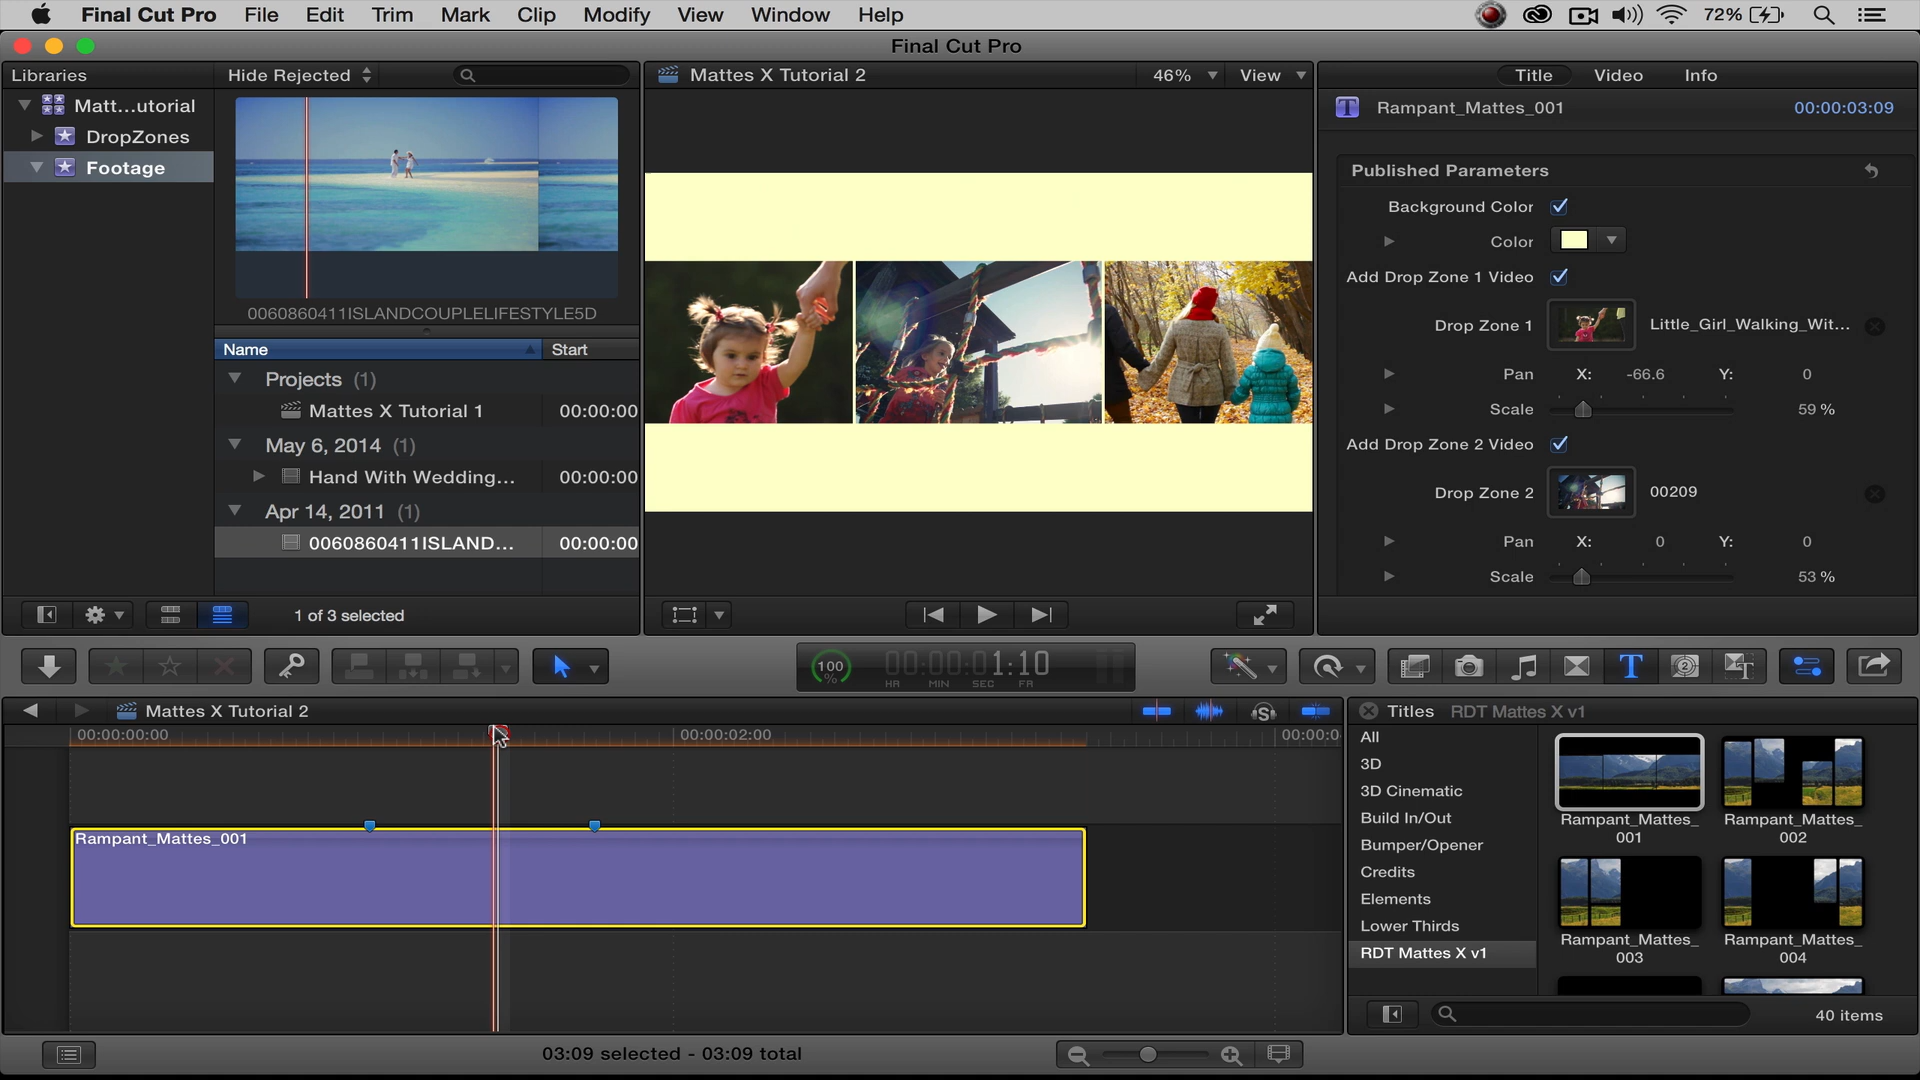 Final Cut Pro File Edit Trim Mark Clip Modify View Window Help 72%
Final Cut Pro
Libraries
Hide Rejected
Matt...utorial
DropZones
Footage
0060860411ISLANDCOUPLELIFESTYLE5D
Name Start
Projects (1)
Mattes X Tutorial 1 00:00:00
May 6, 2014 (1)
Hand With Wedding... 00:00:00
Apr 14, 2011 (1)
0060860411ISLAND... 00:00:00
1 of 3 selected
Mattes X Tutorial 2 46% View
Title Video Info
Rampant_Mattes_001 00:00:03:09
Published Parameters
Background Color
Color
Add Drop Zone 1 Video
Drop Zone 1 Little_Girl_Walking_Wit...
Pan X: -66.6 Y: 0
Scale 59 %
Add Drop Zone 2 Video
Drop Zone 2 00209
Pan X: 0 Y: 0
Scale 53 %
100 %
00:00:01:10
HR MIN SEC FR
T
Mattes X Tutorial 2
00:00:00:00 00:00:02:00 00:00:0
Rampant_Mattes_001
03:09 selected - 03:09 total
Titles RDT Mattes X v1
All
3D
3D Cinematic
Build In/Out
Bumper/Opener
Credits
Elements
Lower Thirds
RDT Mattes X v1
Rampant_Mattes_
001
Rampant_Mattes_
002
Rampant_Mattes_
003
Rampant_Mattes_
004
40 items